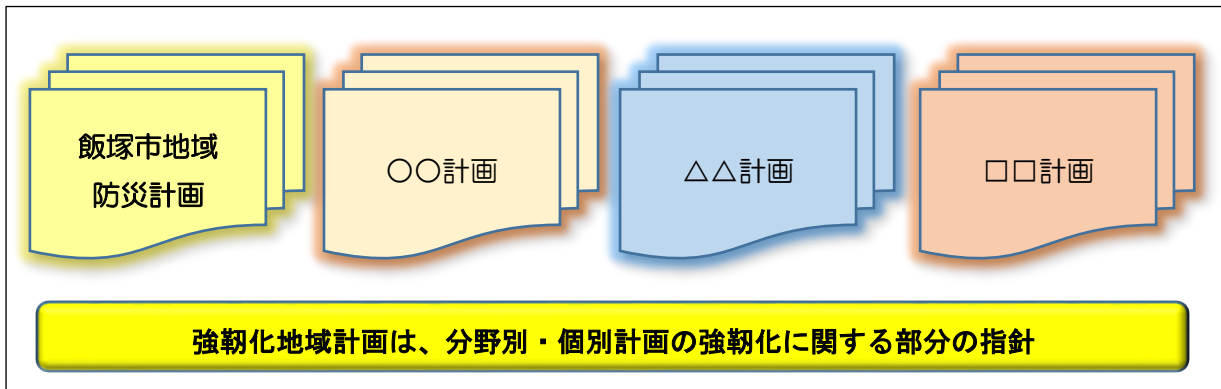 飯塚市地域
防災計画
〇〇計画
△△計画
□□計画
強靭化地域計画は、分野別・個別計画の強靭化に関する部分の指針